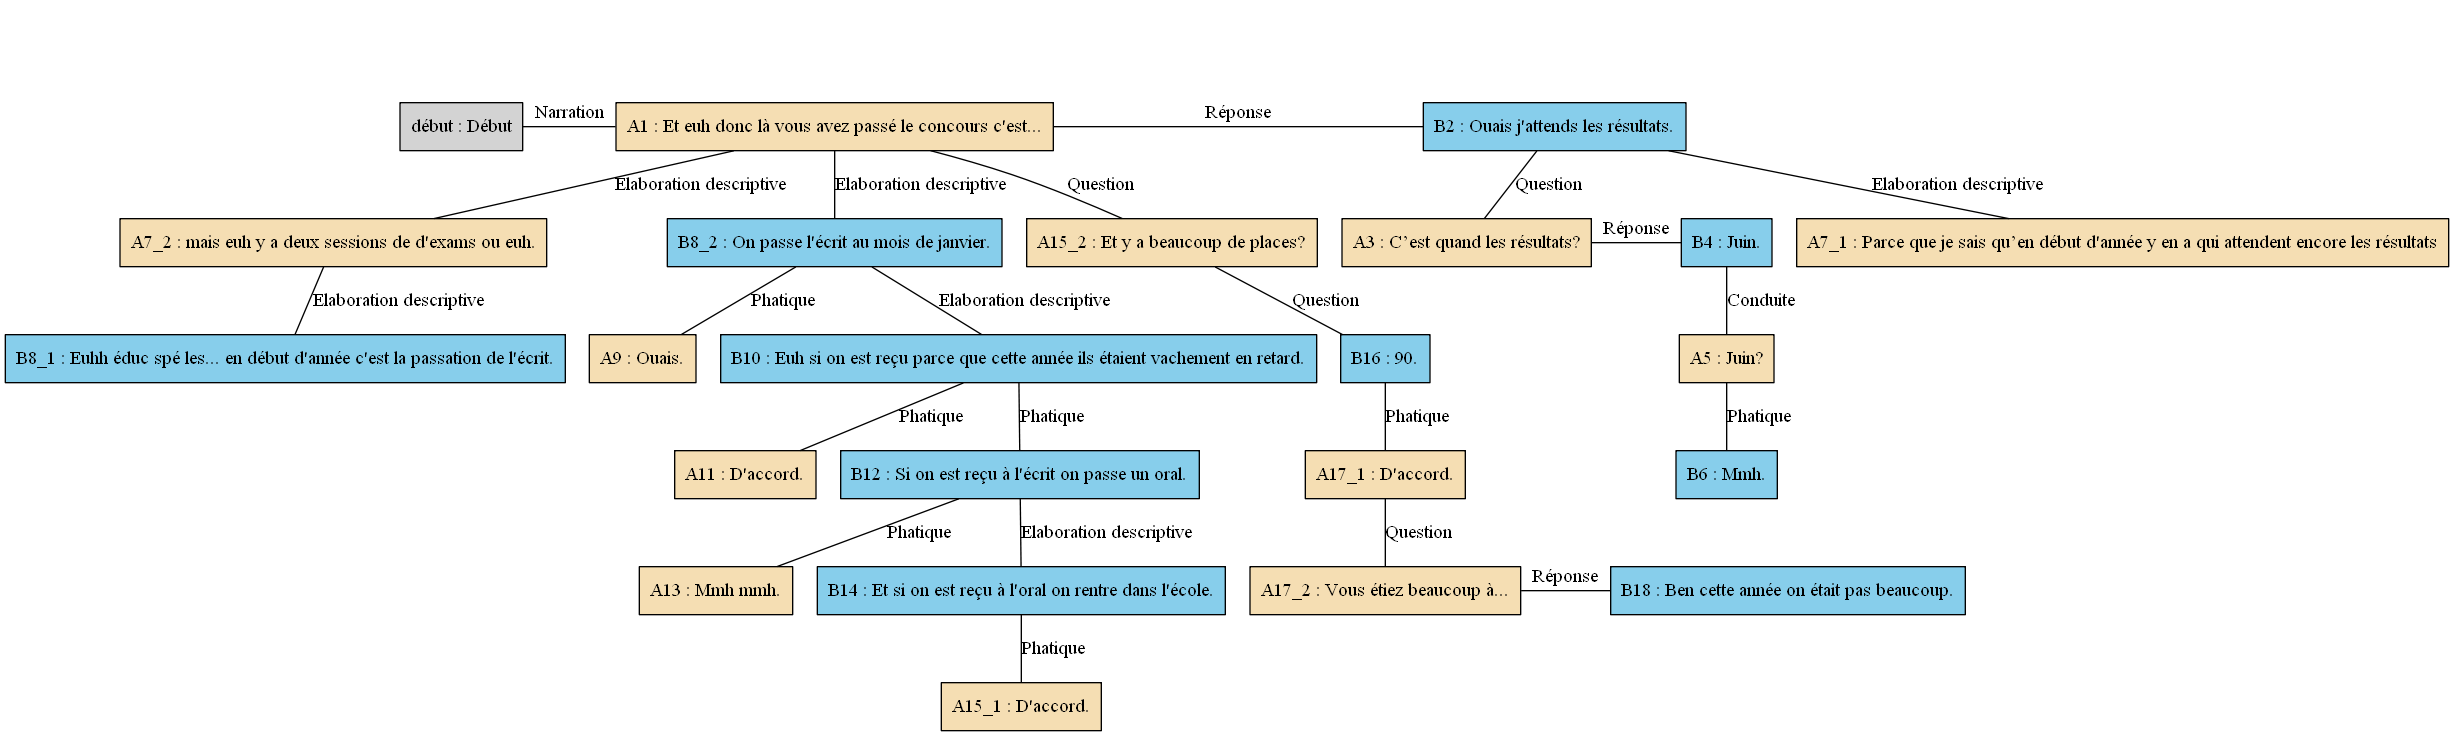 Narration
Réponse
début : Début
A1 : Et euh donc là vous avez passé le concours c'est...
B2 : Ouais j'attends les résultats.
Elaboration descriptive
Elaboration descriptive
Question
Question
Elaboration descriptive
A7_2 : mais euh y a deux sessions de d'exams ou euh.
B8_2 : On passe l'écrit au mois de janvier.
A15_2 : Et y a beaucoup de places?
A3 : C’est quand les résultats?
Réponse
B4 : Juin.
A7_1 : Parce que je sais qu’en début d'année y en a qui attendent encore les résultats
Elaboration descriptive
Phatique
Elaboration descriptive
Question
Conduite
B8_1 : Euhh éduc spé les... en début d'année c'est la passation de l'écrit.
A9 : Ouais.
B10 : Euh si on est reçu parce que cette année ils étaient vachement en retard.
B16 : 90.
A5 : Juin?
Phatique
Phatique
Phatique
Phatique
A11 : D'accord.
B12 : Si on est reçu à l'écrit on passe un oral.
A17_1 : D'accord.
B6 : Mmh.
Phatique
Elaboration descriptive
Question
A13 : Mmh mmh.
B14 : Et si on est reçu à l'oral on rentre dans l'école.
A17_2 : Vous étiez beaucoup à...
Réponse
B18 : Ben cette année on était pas beaucoup.
Phatique
A15_1 : D'accord.